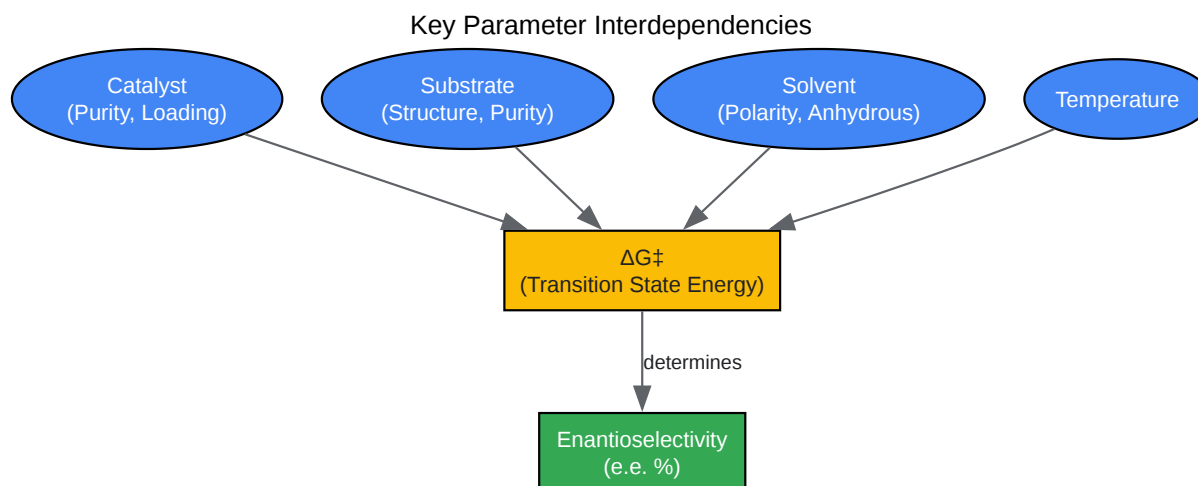 Key Parameter Interdependencies
Catalyst
(Purity, Loading)
Substrate
(Structure, Purity)
Solvent
(Polarity, Anhydrous)
Temperature
ΔG‡
(Transition State Energy)
determines
Enantioselectivity
(e.e. %)